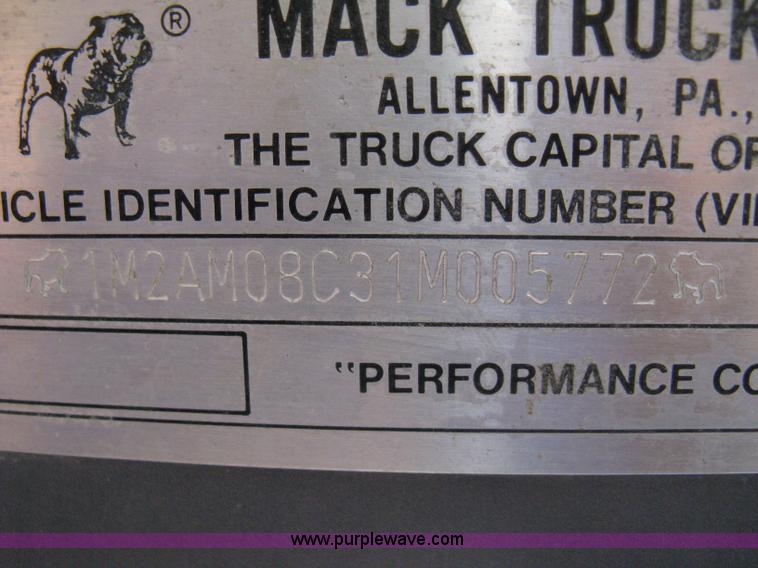 ®
MACK TRUCK
ALLENTOWN, PA.,
THE TRUCK CAPITAL OF
ICLE IDENTIFICATION NUMBER (VI
1M2AM08C31M005772
"PERFORMANCE CO
www.purplewave.com